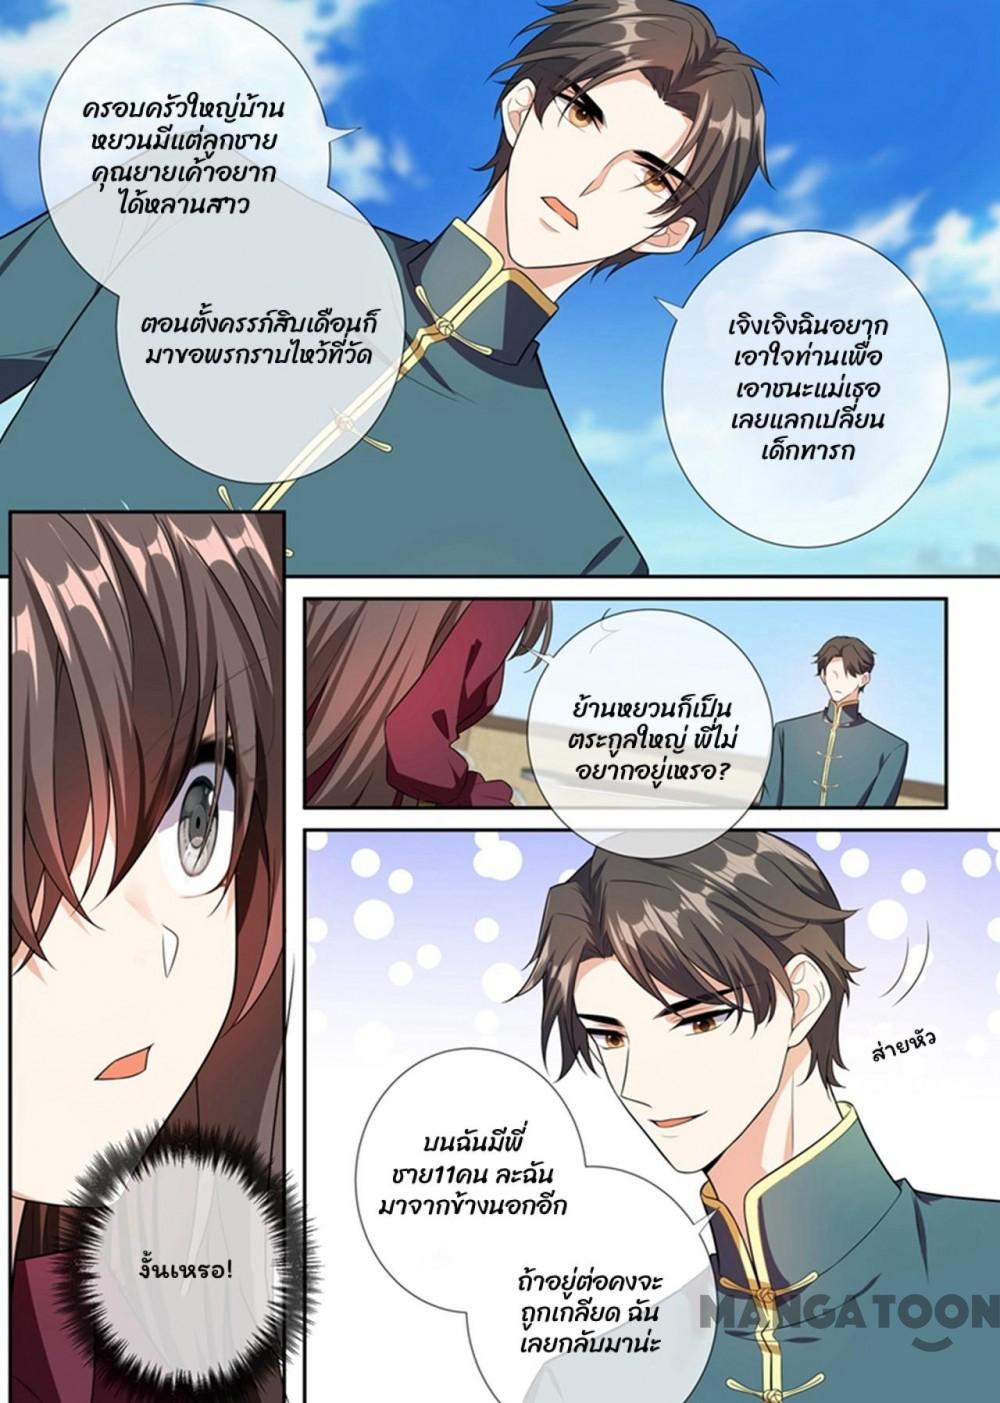 ครอบครัวใหญ่บ้าน
หยวนมีแต่ลูกชาย
คุณยายเค้าอยาก
ได้หลานสาว
ตอนตั้งครรภ์สิบเดือนก็
มาขอพรกราบไหว้ที่วัด
เจิงเจิงฉินอยาก
เอาใจท่านเพื่อ
เอาชนะแม่เธอ
เลยแลกเปลี่ยน
เด็กทารก
ย้านหยวนก็เป็น
ตระกูลใหญ่ พี่ไม่
อยากอยู่เหรอ?
งั้นเหรอ!
ส่ายหัว
บนฉันมีพี่
ชาย11คน ละฉัน
มาจากข้างนอกอีก
ถ้าอยู่ต่อคงจะ
ถูกเกลียด ฉัน
เลยกลับมาน่ะ
MANGATOON